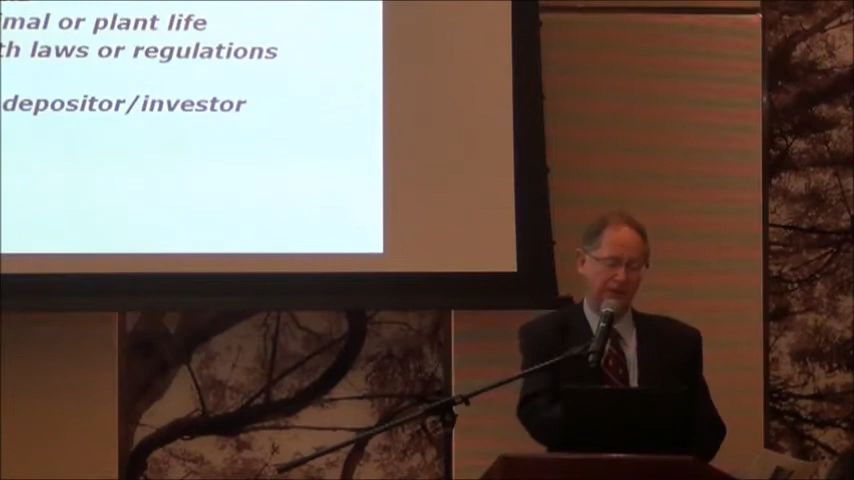 mal or plant life
th laws or regulations
depositor/investor